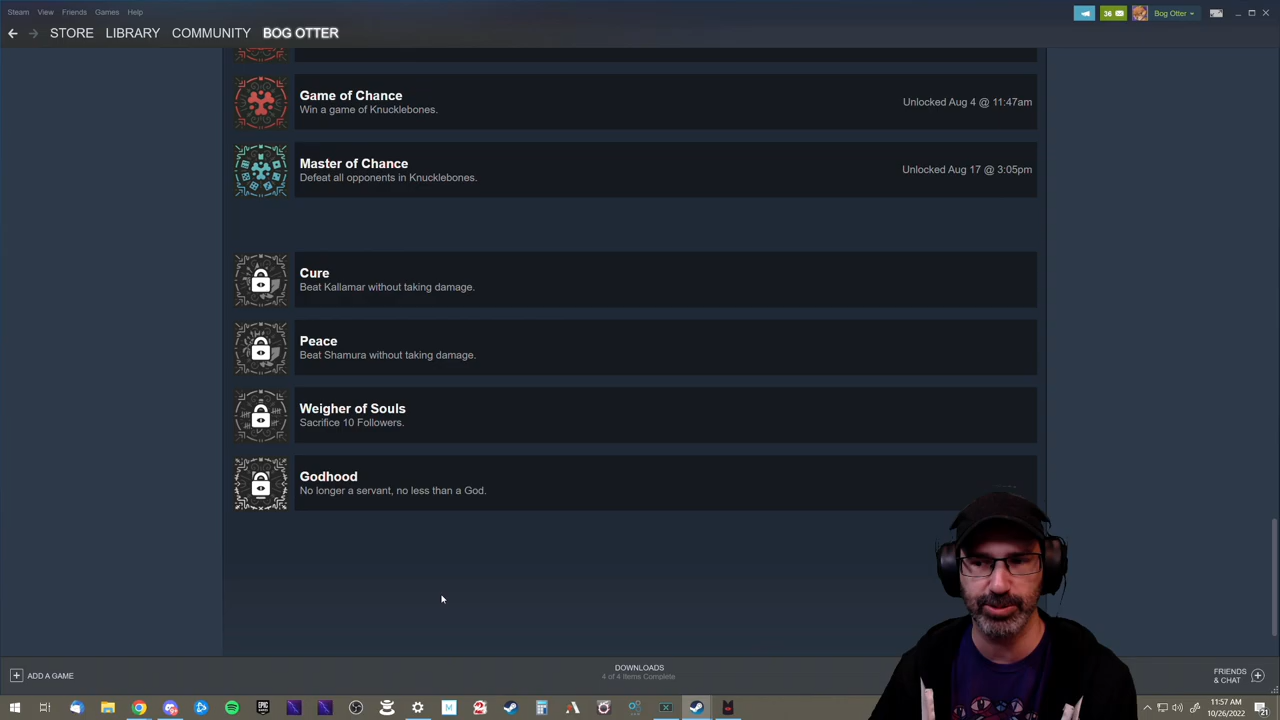 Steam View Friends Games Help
36 Bog Otter
STORE LIBRARY COMMUNITY BOG OTTER
Game of Chance
Win a game of Knucklebones.
Unlocked Aug 4 @ 11:47am
Master of Chance
Defeat all opponents in Knucklebones.
Unlocked Aug 17 @ 3:05pm
Cure
Beat Kallamar without taking damage.
Peace
Beat Shamura without taking damage.
Weigher of Souls
Sacrifice 10 Followers.
Godhood
No longer a servant, no less than a God.
ADD A GAME
DOWNLOADS
4 of 4 Items Complete
FRIENDS
& CHAT
EPIC
M
2
11:57 AM
10/26/2022
21